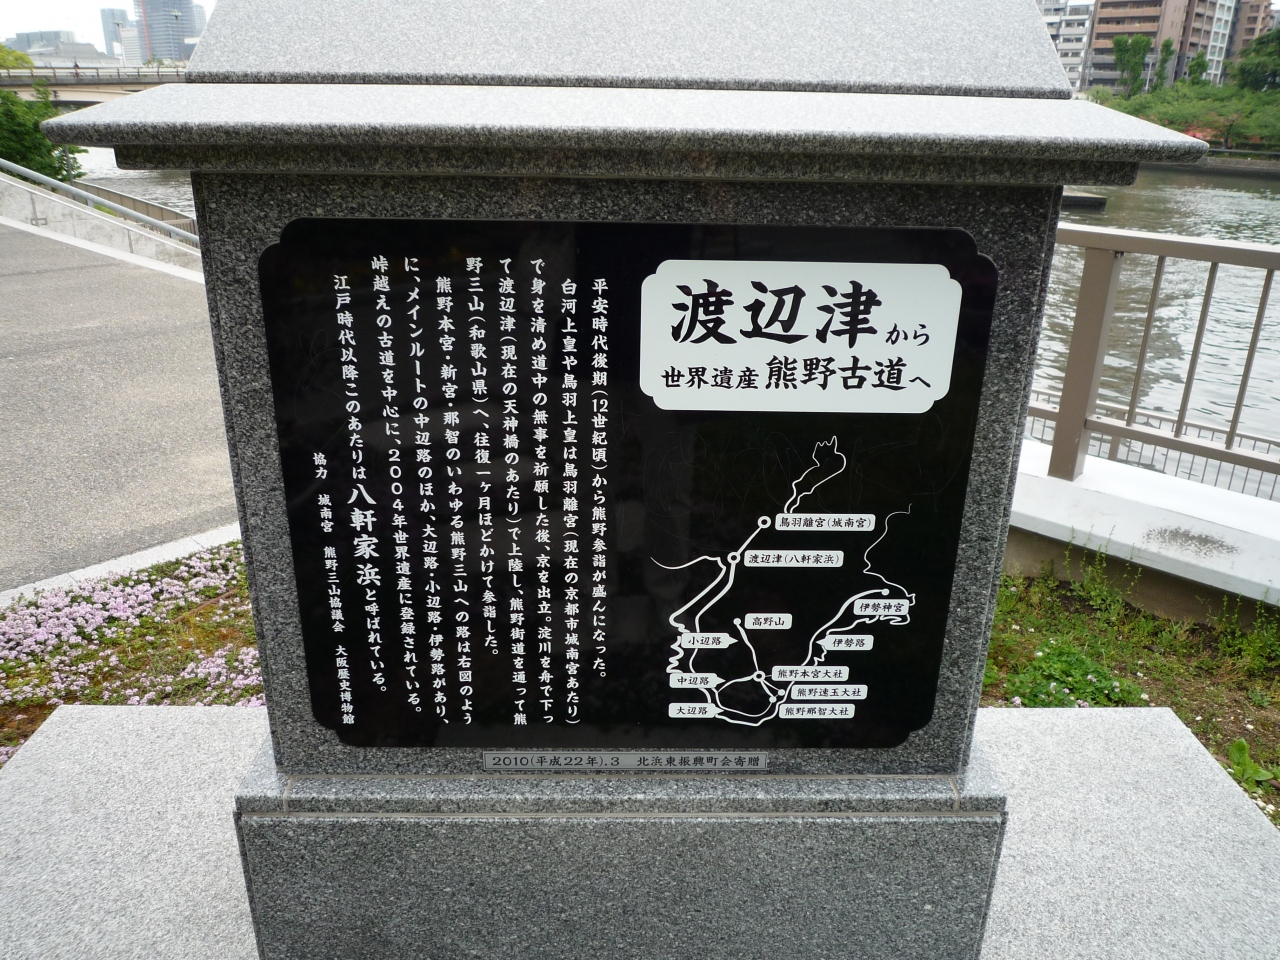 渡辺津から
世界遺産熊野古道へ
平安時代後期(12世紀頃)から熊野参詣が盛んになった。
白河上皇や鳥羽上皇は鳥羽離宮(現在の京都市城南宮あたり)
で身を清め道中の無事を祈願した後、京を出立。淀川を舟で下っ
て渡辺津(現在の天神橋のあたり)で上陸し、熊野街道を通って熊
野三山(和歌山県)へ、往復一ヶ月ほどかけて参詣した。
熊野本宮・新宮・那智のいわゆる熊野三山への路は右図のよう
に、メインルートの中辺路のほか、大辺路・小辺路・伊勢路があり、
峠越えの古道を中心に、2004年世界遺産に登録されている。
江戸時代以降このあたりは八軒家浜と呼ばれている。
協力 城南宮 熊野三山協議会 大阪歴史博物館
鳥羽離宮(城南宮)
渡辺津(八軒家浜)
伊勢神宮
高野山
小辺路
伊勢路
熊野本宮大社
中辺路
熊野速玉大社
大辺路
熊野那智大社
2010(平成22年).3 北浜東振興町会寄贈